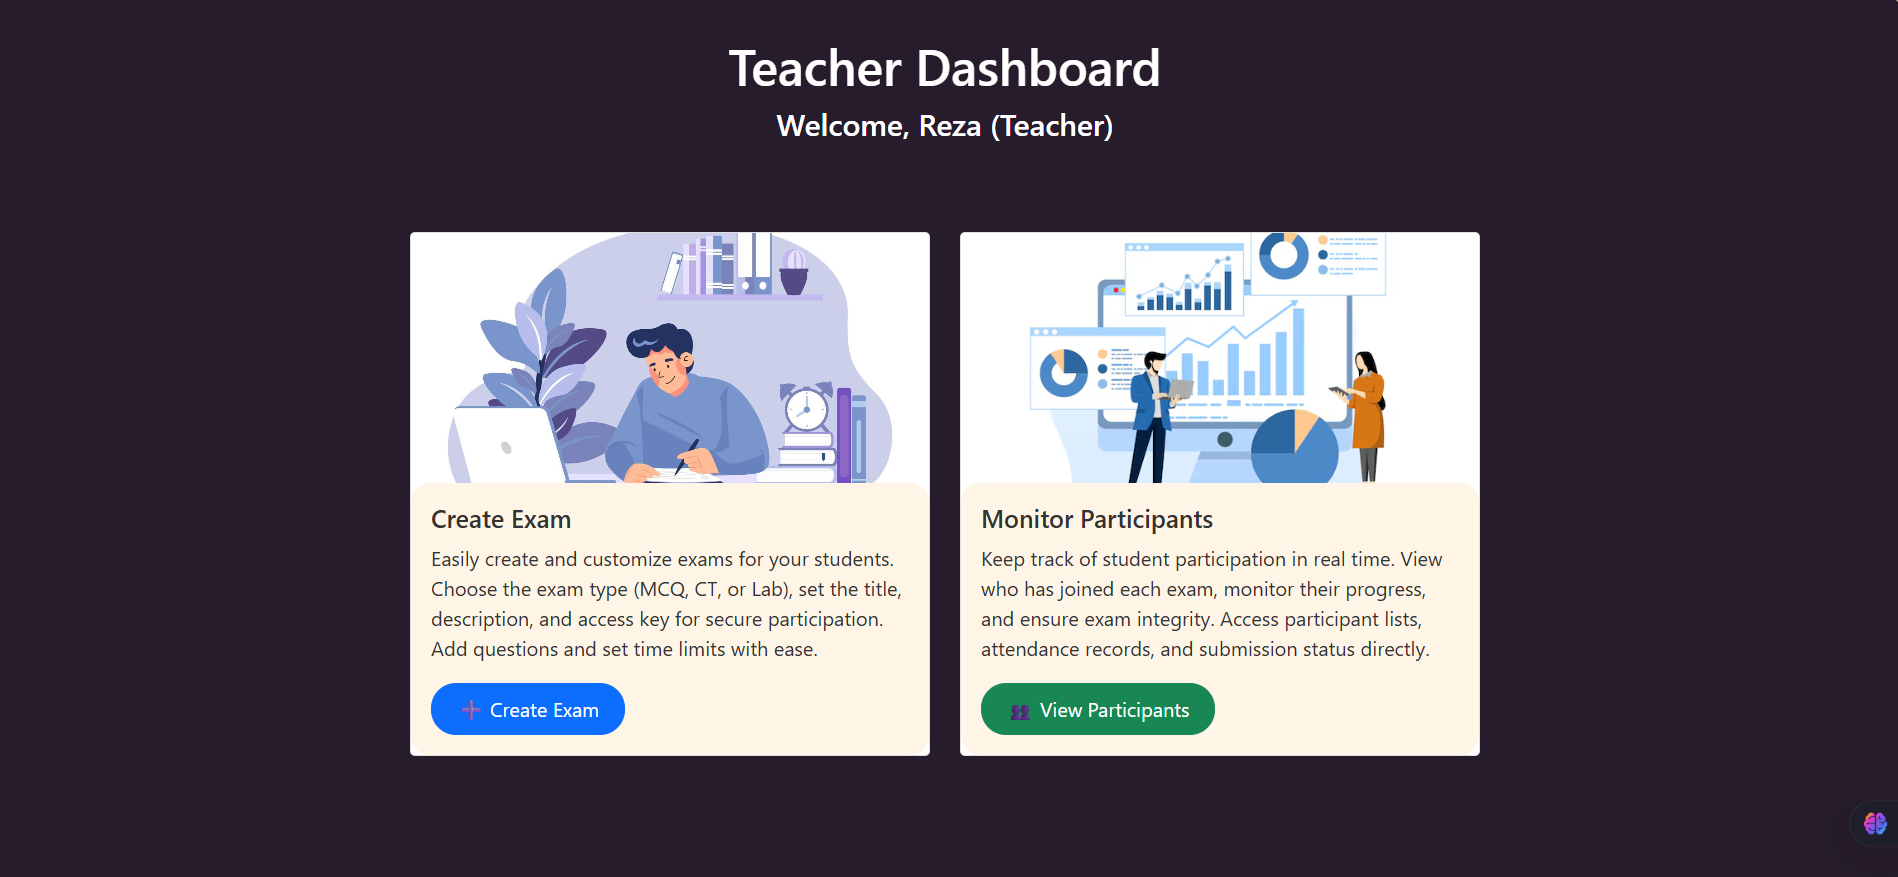 Teacher Dashboard
Welcome, Reza (Teacher)
Create Exam
Easily create and customize exams for your students.
Choose the exam type (MCQ, CT, or Lab), set the title,
description, and access key for secure participation.
Add questions and set time limits with ease.
Create Exam
Monitor Participants
Keep track of student participation in real time. View
who has joined each exam, monitor their progress,
and ensure exam integrity. Access participant lists,
attendance records, and submission status directly.
View Participants